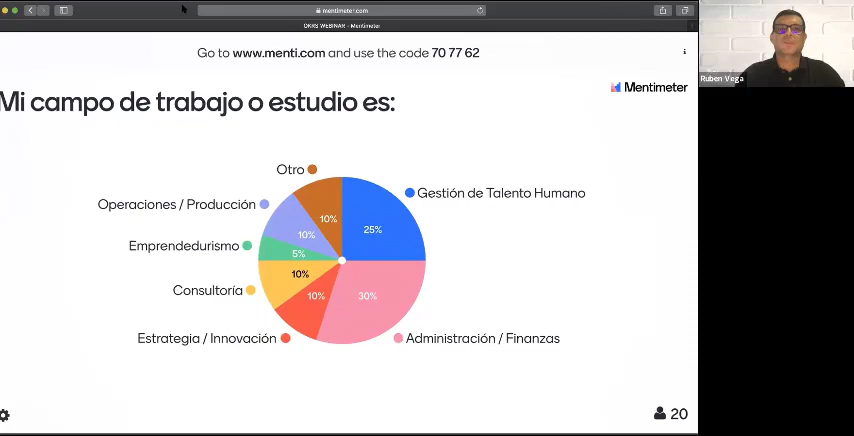 mentimeter.com
OKRS WEBINAR - Mentimeter
Go to www.menti.com and use the code 70 77 62
Mentimeter
Mi campo de trabajo o estudio es:
Otro
Gestión de Talento Humano
Operaciones / Producción
Emprendedurismo
Consultoría
Estrategia / Innovación
Administración / Finanzas
10%
25%
10%
5%
10%
10%
30%
20
Ruben Vega